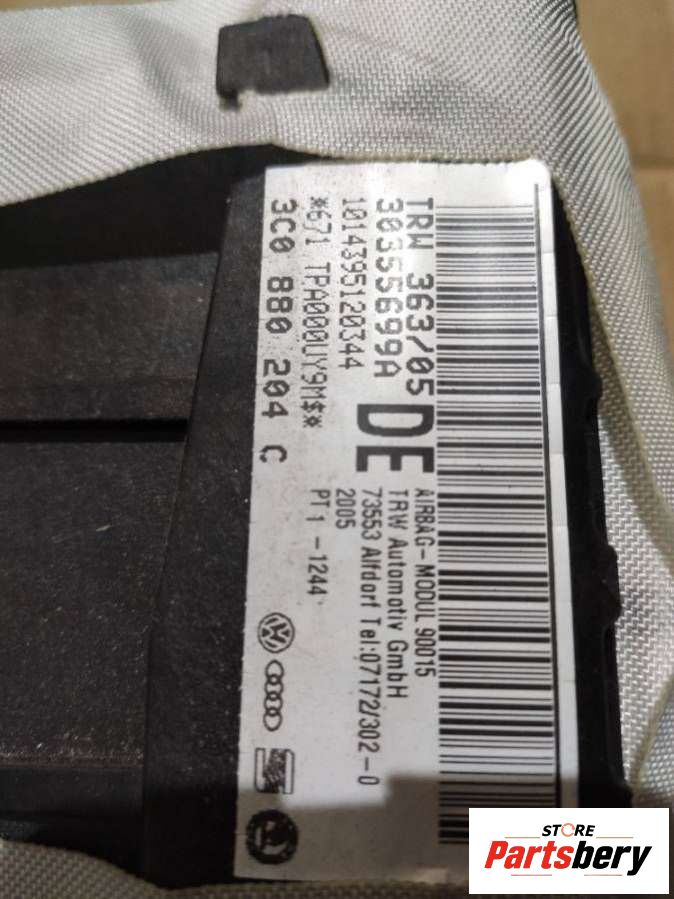 TRW 363/05
30355699A
1014395120344
*671 TPA000UY9M$*
3C0 880 204 C
DE
AIRBAG-MODUL 90015
TRW Automotiv GmbH
73553 Alfdorf Tel:07172/302-0
2005
PT1 -1244
STORE
Partsbery